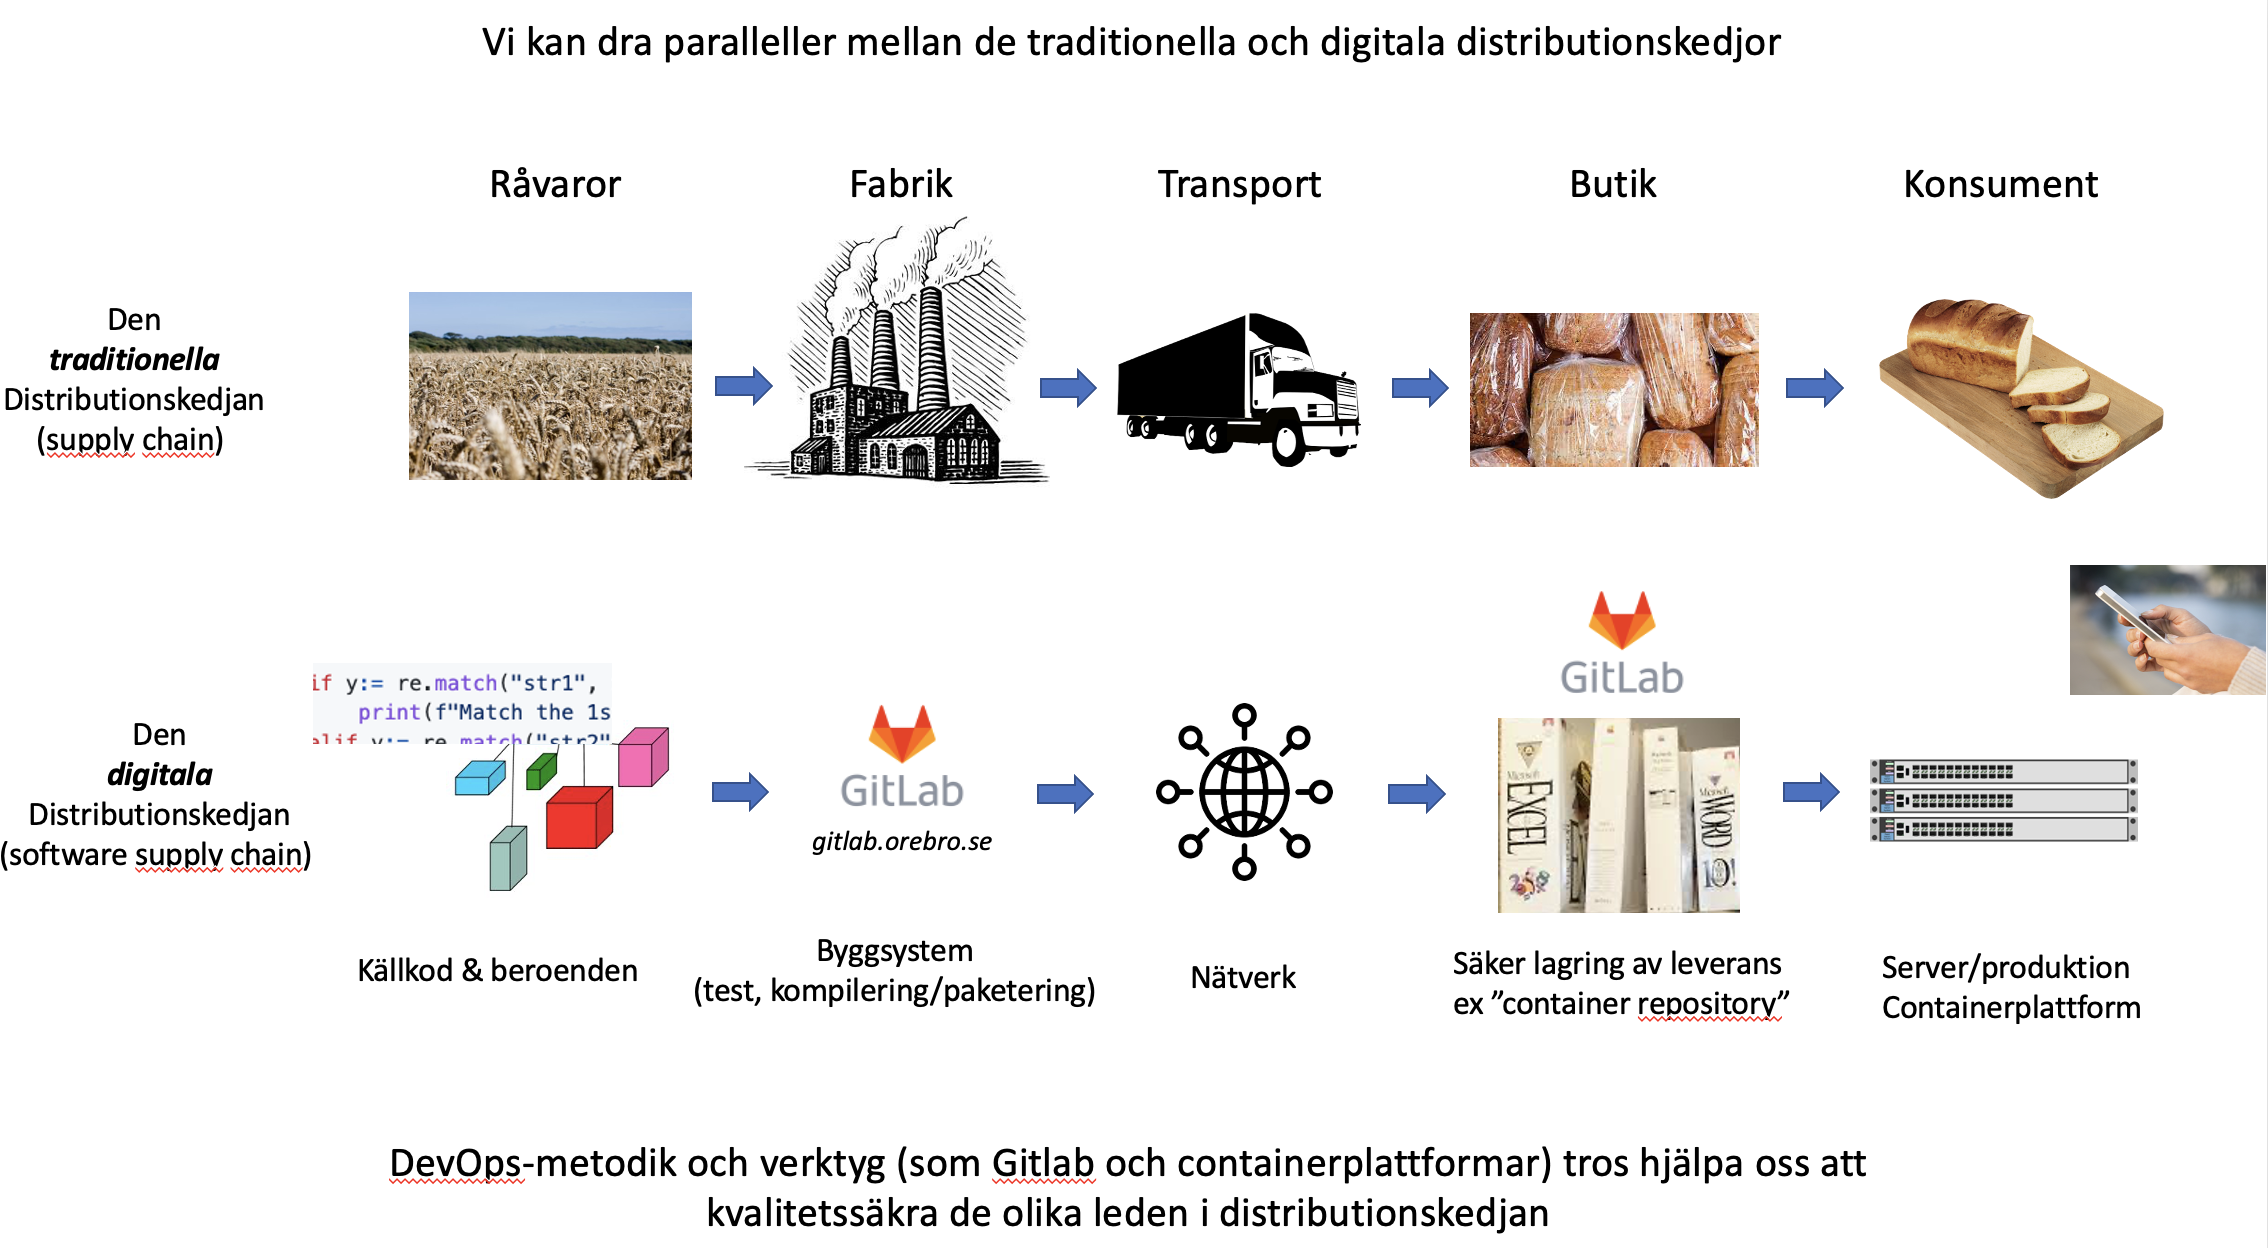 Vi kan dra paralleller mellan de traditionella och digitala distributionskedjor
Råvaror
Fabrik
Transport
Butik
Konsument
Den
traditionella
Distributionskedjan
(supply chain)
if y:= re.match("str1",
print(f"Match the 1s
elif y:= re.match("str2"
Den
digitala
Distributionskedjan
(software supply chain)
GitLab
gitlab.orebro.se
GitLab
Microsoft
EXCEL
Microsoft
WORD
Källkod & beroenden
Byggsystem
(test, kompilering/paketering)
Nätverk
Säker lagring av leverans
ex ”container repository”
Server/produktion
Containerplattform
DevOps-metodik och verktyg (som Gitlab och containerplattformar) tros hjälpa oss att
kvalitetssäkra de olika leden i distributionskedjan